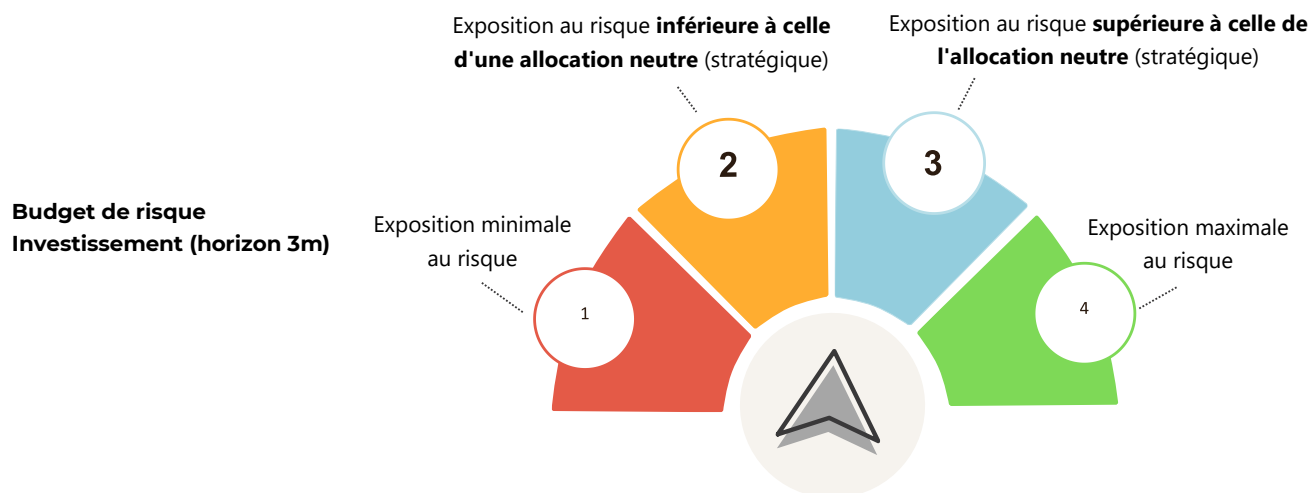 Exposition au risque inférieure à celle
d'une allocation neutre (stratégique)
Exposition au risque supérieure à celle de
l'allocation neutre (stratégique)
2
3
Budget de risque
Investissement (horizon 3m)
Exposition minimale
au risque
Exposition maximale
au risque
1
4